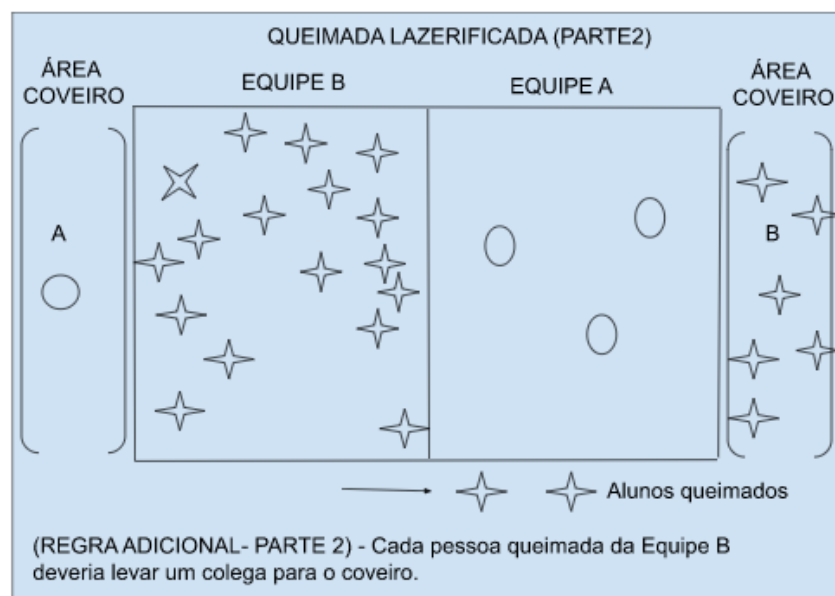 QUEIMADA LAZERIFICADA (PARTE2)
ÁREA
COVEIRO
EQUIPE B
EQUIPE A
ÁREA
COVEIRO
A
B
Alunos queimados
(REGRA ADICIONAL- PARTE 2) - Cada pessoa queimada da Equipe B
deveria levar um colega para o coveiro.